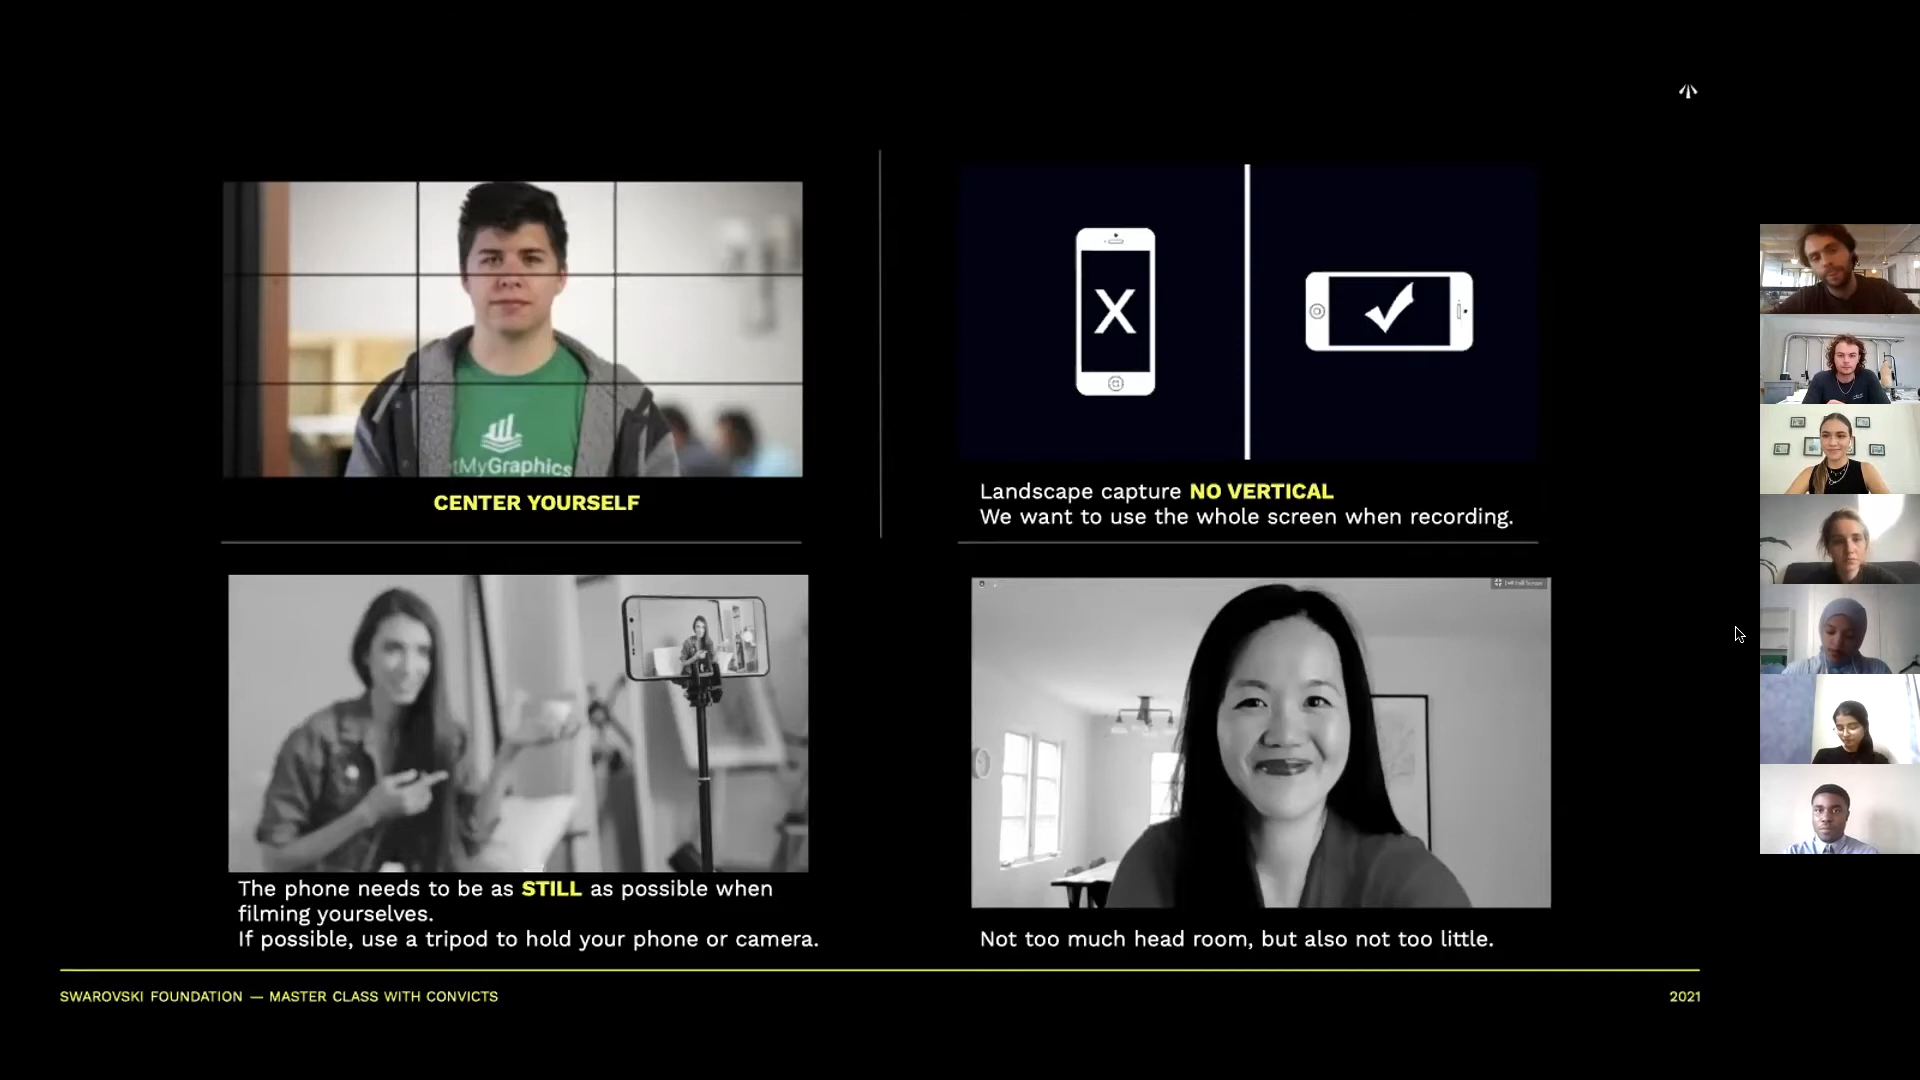 tMyGraphics
CENTER YOURSELF
X
Landscape capture NO VERTICAL
We want to use the whole screen when recording.
The phone needs to be as STILL as possible when
filming yourselves.
If possible, use a tripod to hold your phone or camera.
Not too much head room, but also not too little.
SWAROVSKI FOUNDATION — MASTER CLASS WITH CONVICTS
2021